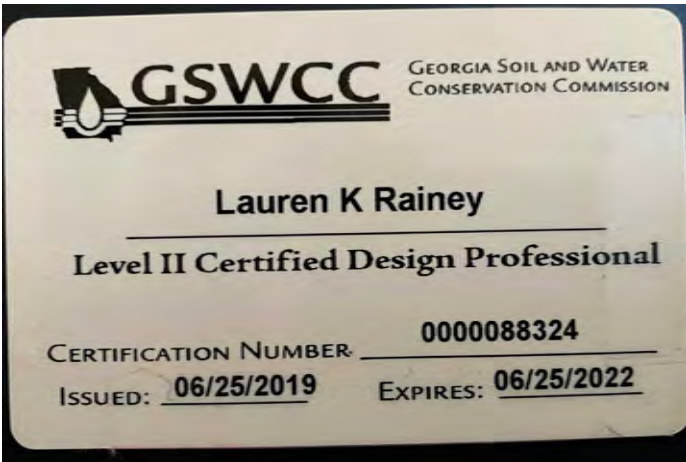 GSWCC
GEORGIA SOIL AND WATER
CONSERVATION COMMISSION
Lauren K Rainey
Level II Certified Design Professional
CERTIFICATION NUMBER 0000088324
ISSUED: 06/25/2019 EXPIRES: 06/25/2022